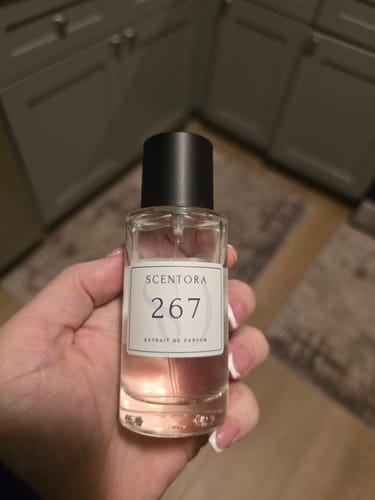 SCENTORA
267
EXTRAIT DE PARFUM